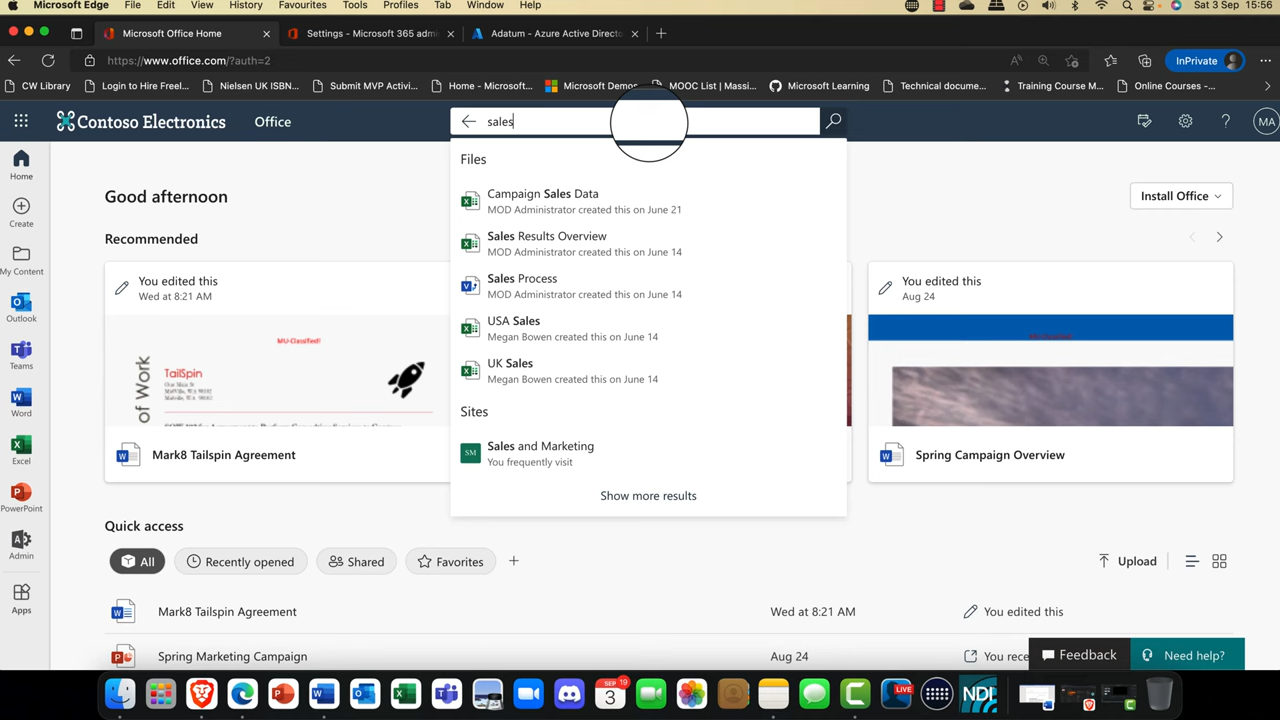 Microsoft Edge File Edit View History Favourites Tools Profiles Tab Window Help Sat 3 Sep 15:56
Microsoft Office Home
Settings - Microsoft 365 admi
Adatum - Azure Active Directo
https://www.office.com/?auth=2
InPrivate
CW Library
Login to Hire Freel...
Nielsen UK ISBN...
Submit MVP Activi...
Home - Microsoft...
Microsoft Demos
MOOC List | Massi...
Microsoft Learning
Technical docume...
Training Course M...
Online Courses -...
Contoso Electronics
Office
sales
MA
Home
Create
My Content
Outlook
Teams
Word
Excel
PowerPoint
Admin
Apps
Good afternoon
Install Office
Recommended
You edited this
Wed at 8:21 AM
MU-Classified!
TailSpin
of Work
Mark8 Tailspin Agreement
Files
Campaign Sales Data
MOD Administrator created this on June 21
Sales Results Overview
MOD Administrator created this on June 14
Sales Process
MOD Administrator created this on June 14
USA Sales
Megan Bowen created this on June 14
UK Sales
Megan Bowen created this on June 14
Sites
SM
Sales and Marketing
You frequently visit
Show more results
You edited this
Aug 24
Spring Campaign Overview
Quick access
All
Recently opened
Shared
Favorites
Upload
Mark8 Tailspin Agreement
Wed at 8:21 AM
You edited this
Spring Marketing Campaign
Aug 24
You rece
Feedback
Need help?
SEP
19
3
LIVE
NDI